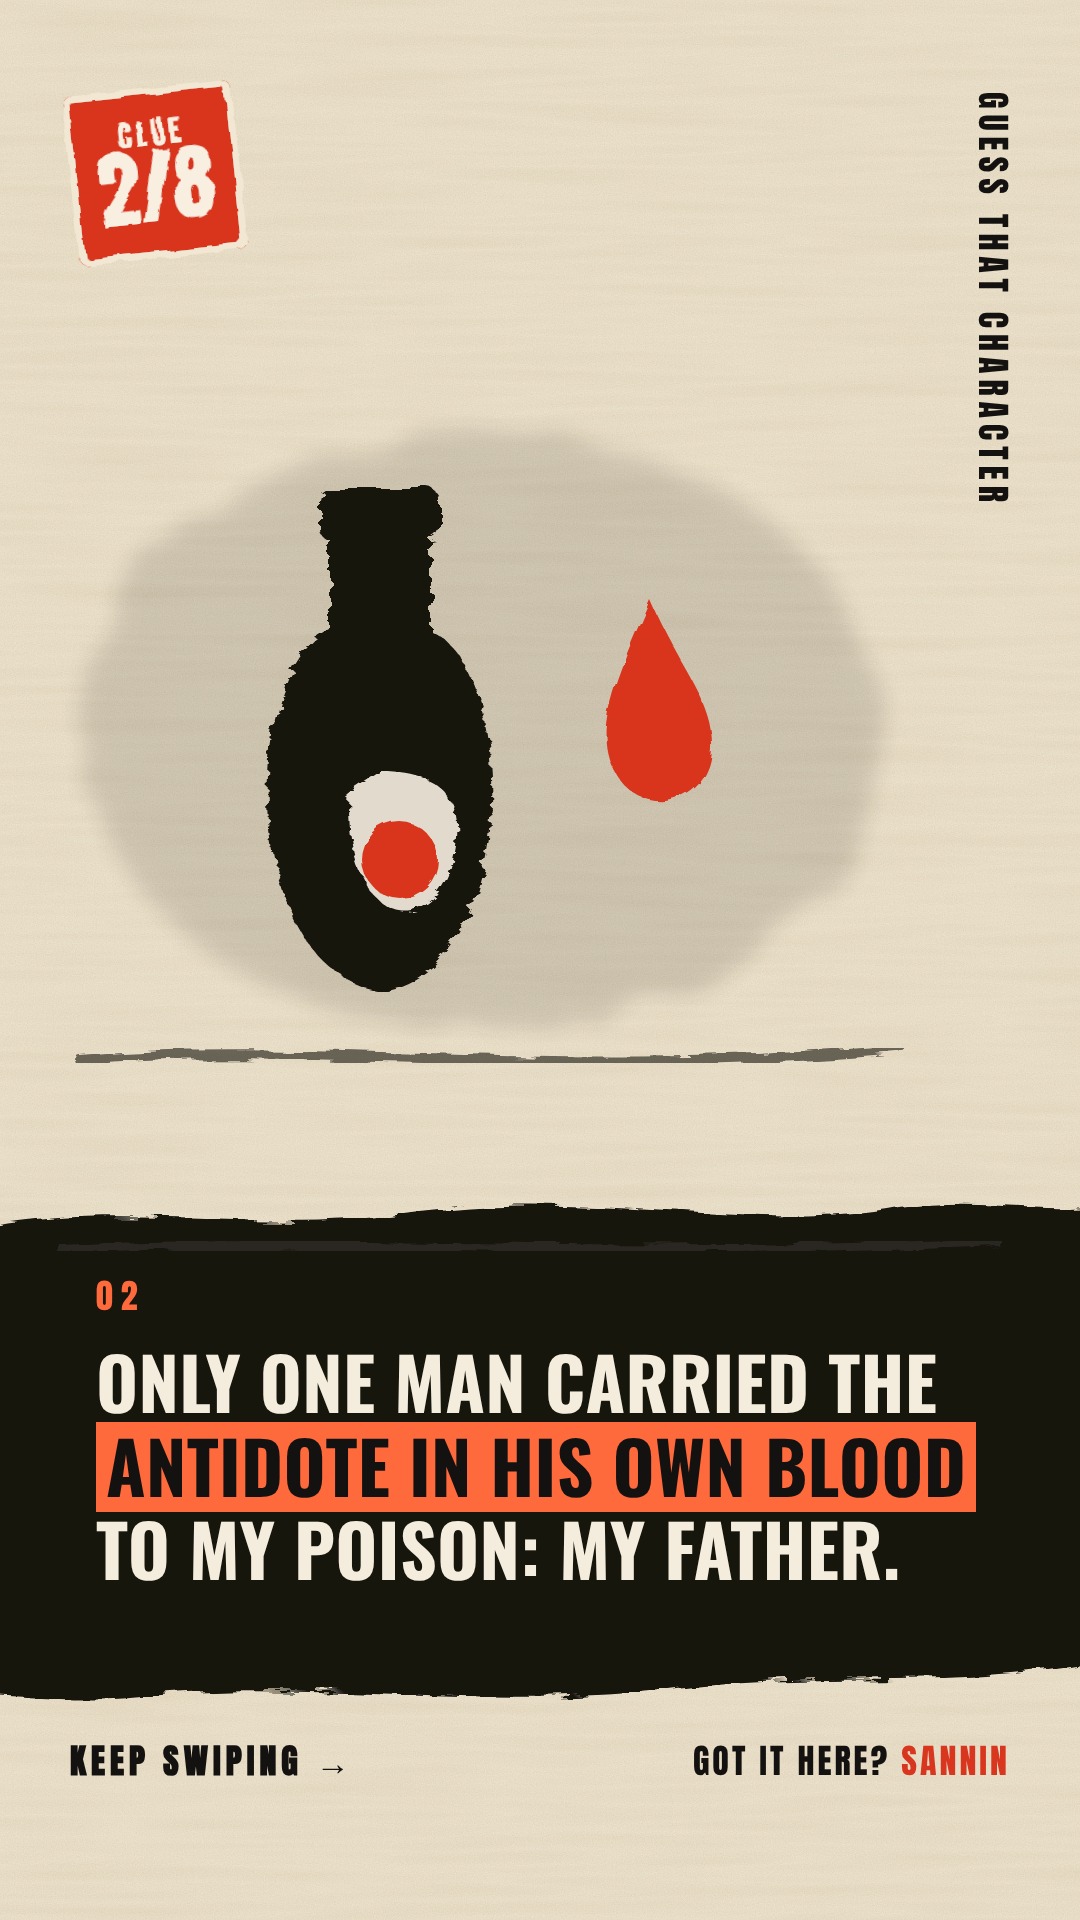 CLUE
2/8
GUESS THAT CHARACTER
02
ONLY ONE MAN CARRIED THE
ANTIDOTE IN HIS OWN BLOOD
TO MY POISON: MY FATHER.
KEEP SWIPING →
GOT IT HERE? SANNIN